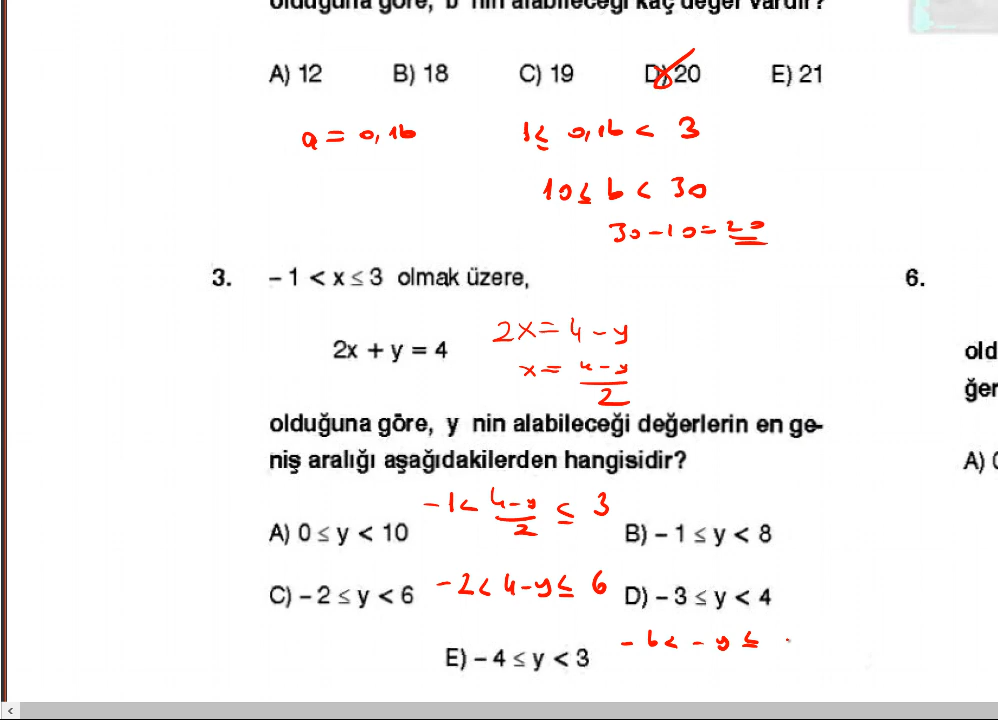 olduğuna göre, b nin alabileceği kaç değer vardır?
A) 12 B) 18 C) 19 D) 20 E) 21
a = 0,1b 1 ≤ 0,1b < 3
10 ≤ b < 30
30-10=20
3. – 1 < x ≤ 3 olmak üzere,
2x + y = 4
2x = 4 - y
x = 4-y / 2
olduğuna göre, y nin alabileceği değerlerin en ge-
niş aralığı aşağıdakilerden hangisidir?
-1 < 4-y / 2 ≤ 3
A) 0 ≤ y < 10 B) – 1 ≤ y < 8
-2 < 4-y ≤ 6
C) – 2 ≤ y < 6 D) – 3 ≤ y < 4
-6 < -y ≤
E) – 4 ≤ y < 3
6.
old
ğer
A) 0